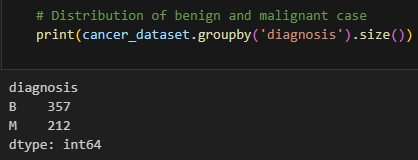 # Distribution of benign and malignant case
print(cancer_dataset.groupby('diagnosis').size())
diagnosis
B    357
M    212
dtype: int64